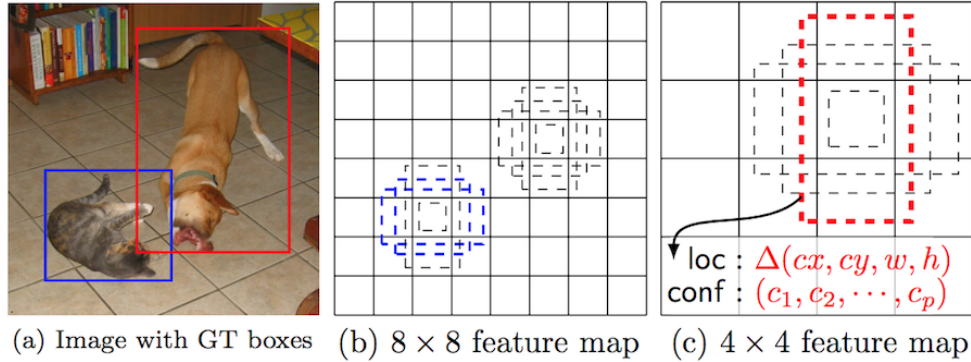 loc : Δ(cx, cy, w, h)
conf : (c₁, c₂, ⋯, cₚ)
(a) Image with GT boxes
(b) 8 × 8 feature map
(c) 4 × 4 feature map